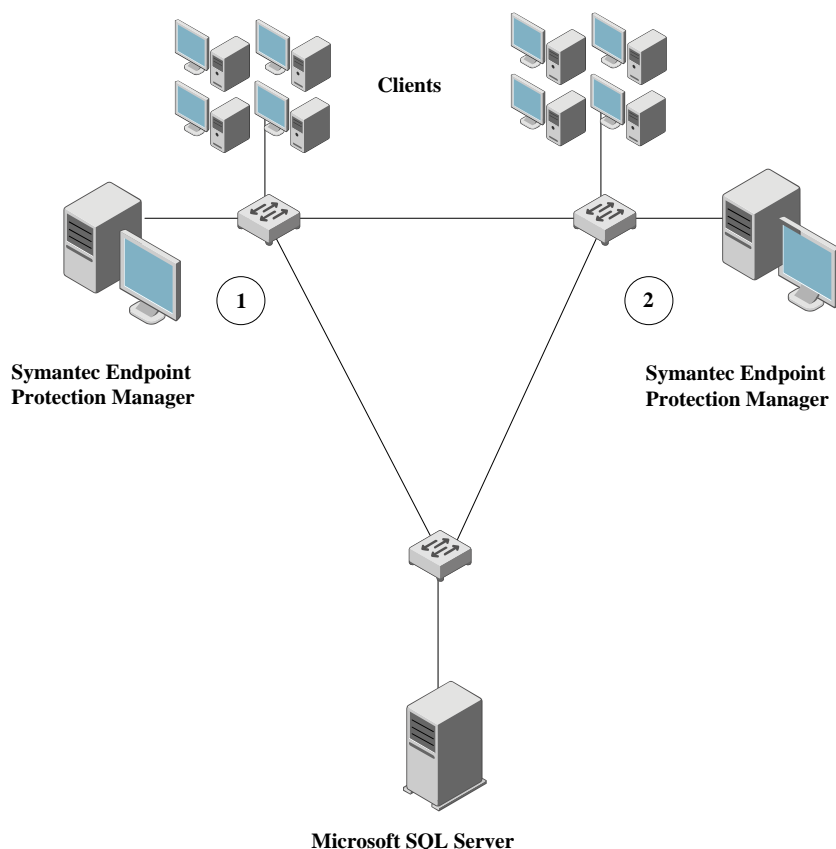 Clients
1
2
Symantec Endpoint
Protection Manager
Symantec Endpoint
Protection Manager
Microsoft SQL Server